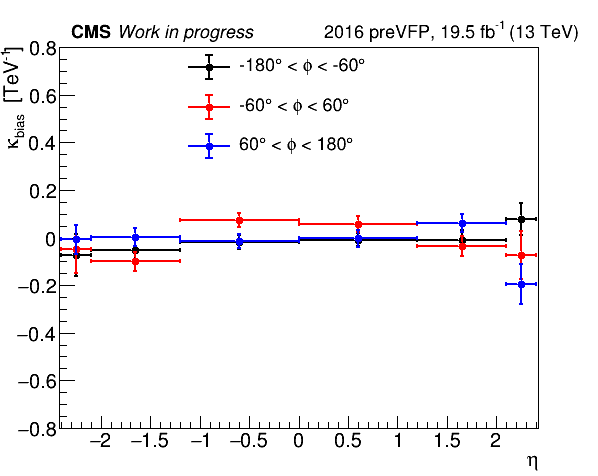 CMS Work in progress 2016 preVFP, 19.5 fb⁻¹ (13 TeV)
κbias [TeV⁻¹]
-180° < ϕ < -60°
-60° < ϕ < 60°
60° < ϕ < 180°
0.8
0.6
0.4
0.2
0
−0.2
−0.4
−0.6
−0.8
−2 −1.5 −1 −0.5 0 0.5 1 1.5 2
η